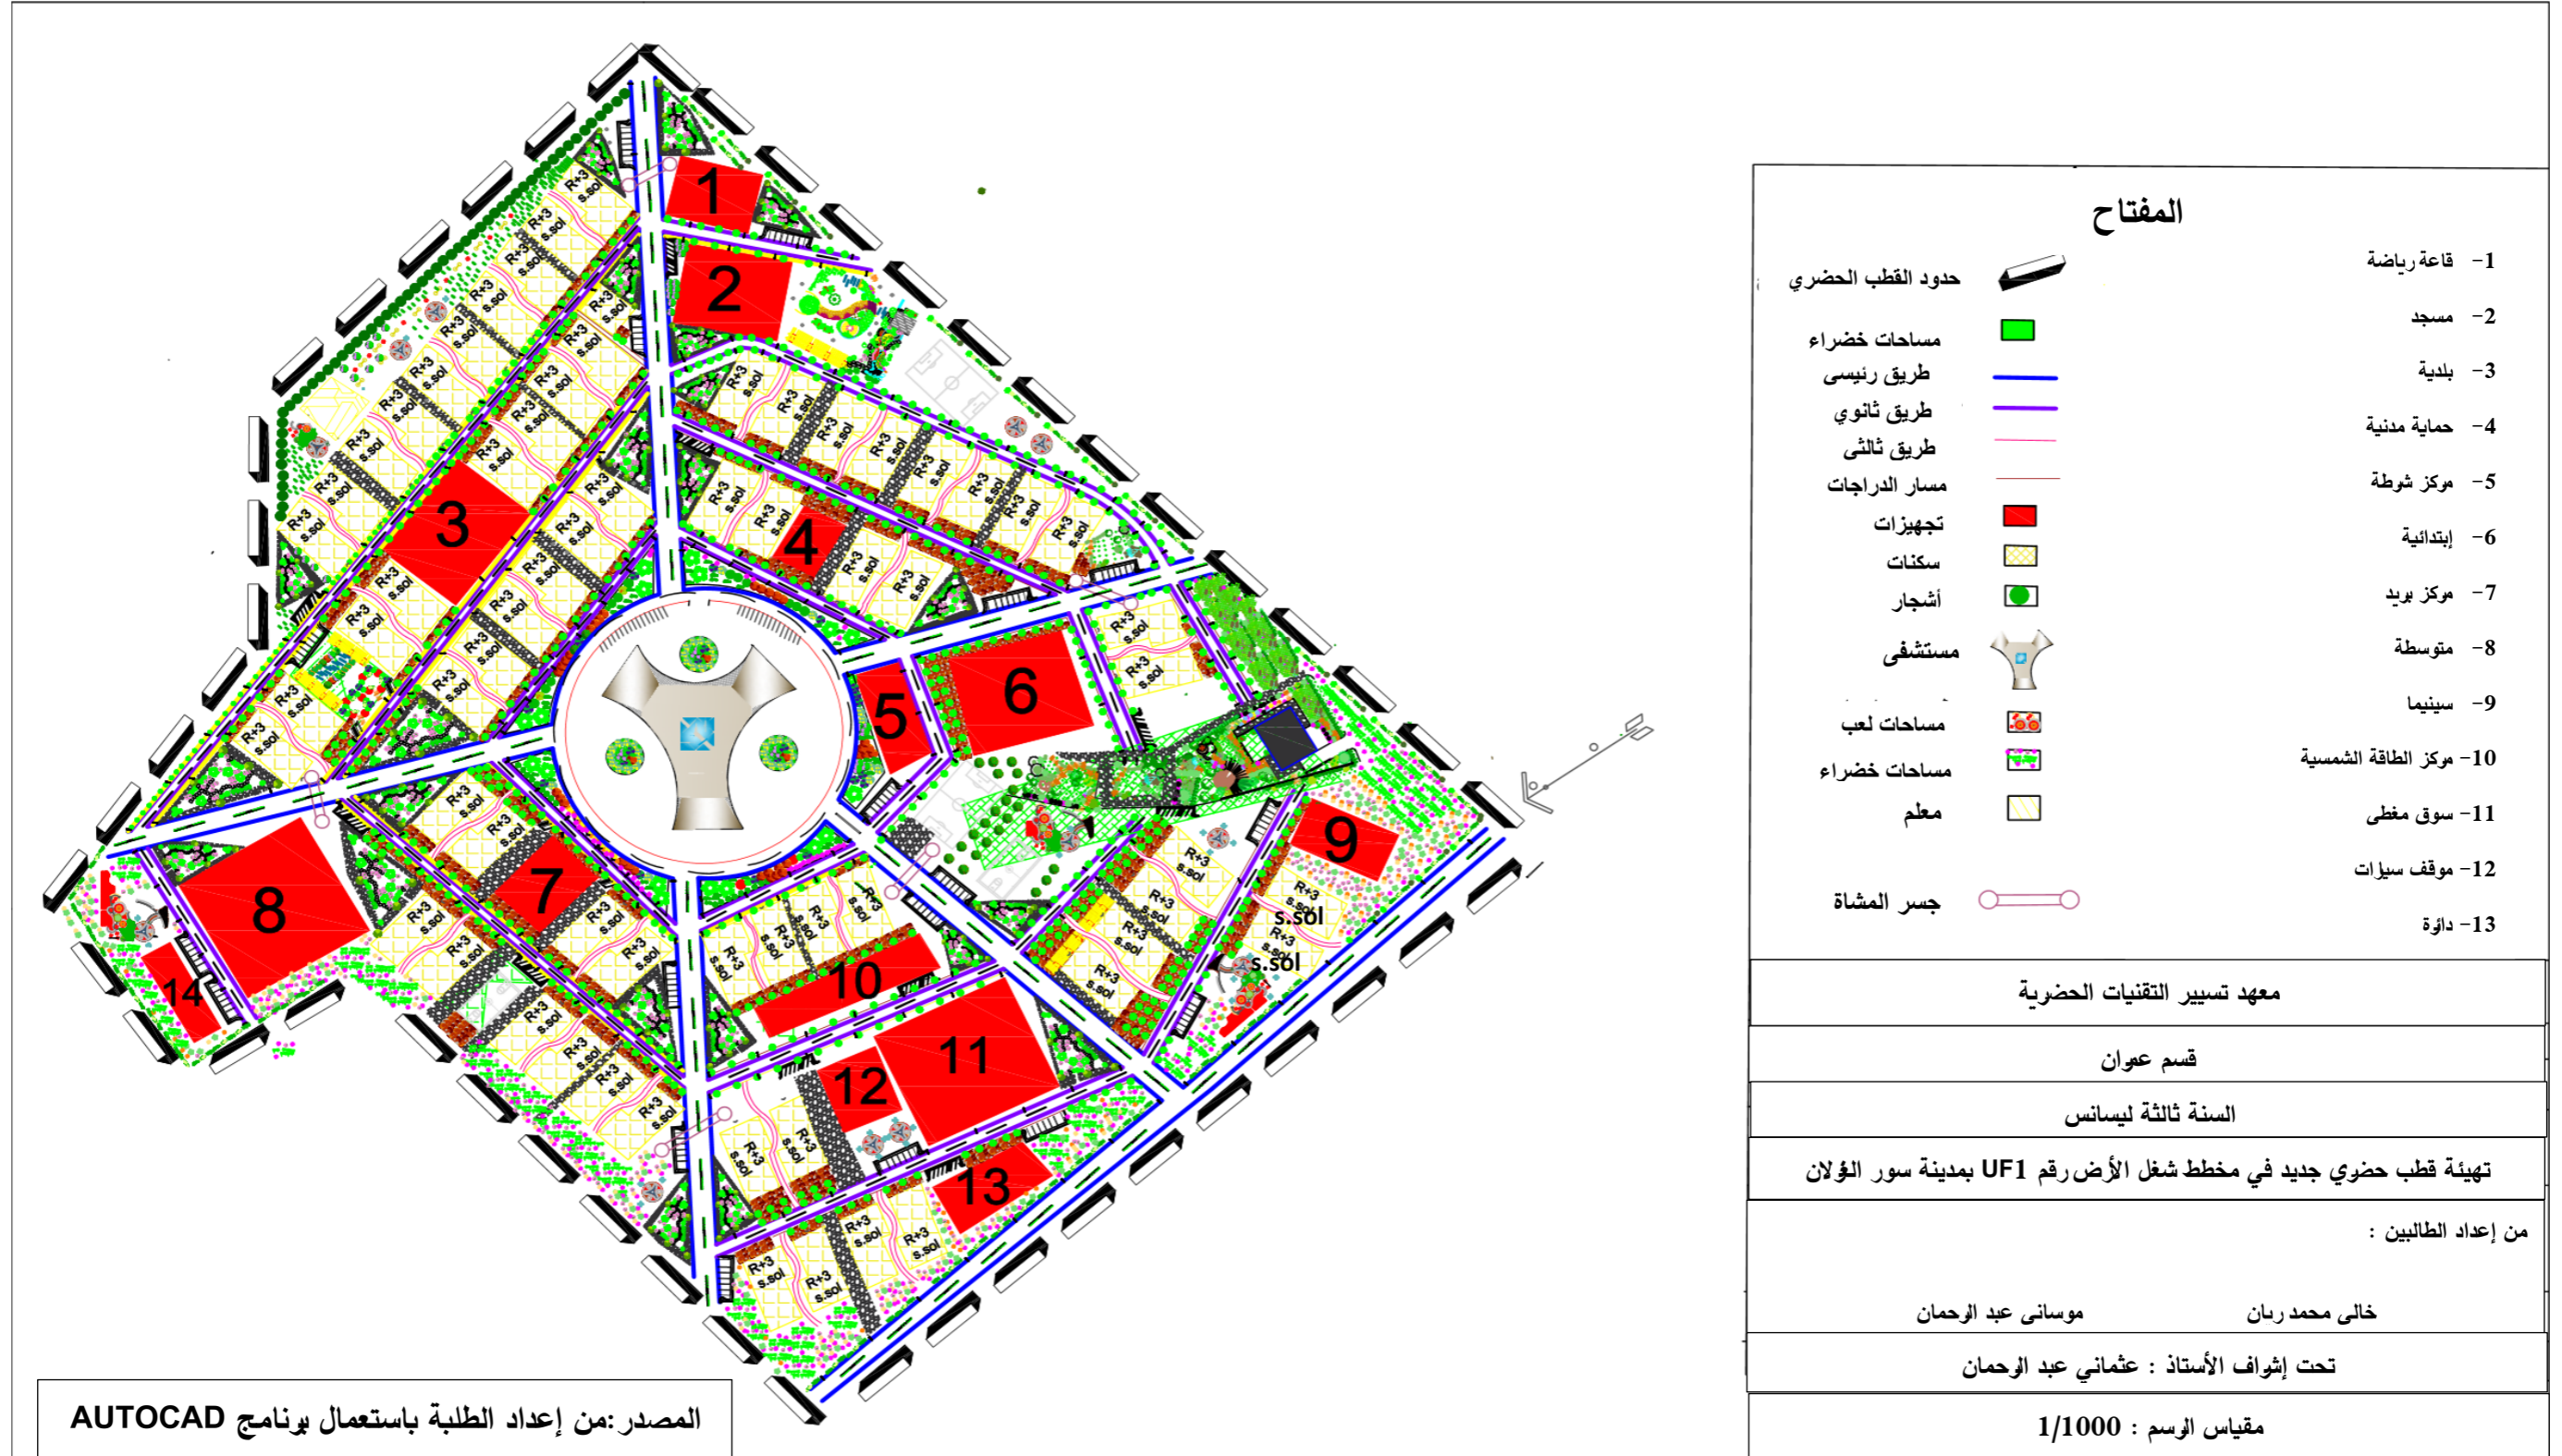 1
2
3
4
5
6
7
8
9
10
11
12
13
14
R+3
s.sol
المفتاح
حدود القطب الحضري
مساحات خضراء
طريق رئيسى
طريق ثانوي
طريق ثالثى
مسار الدراجات
تجهيزات
سكنات
أشجار
مستشفى
مساحات لعب
مساحات خضراء
معلم
جسر المشاة
1- قاعة رياضة
2- مسجد
3- بلدية
4- حماية مدنية
5- مركز شرطة
6- إبتدائية
7- مركز بريد
8- متوسطة
9- سينيما
10- مركز الطاقة الشمسية
11- سوق مغطى
12- موقف سيارات
13- دائرة
معهد تسيير التقنيات الحضرية
قسم عمران
السنة ثالثة ليسانس
تهيئة قطب حضري جديد في مخطط شغل الأرض رقم UF1 بمدينة سور الغزلان
من إعداد الطالبين :
خالى محمد ريان موسانى عبد الرحمان
تحت إشراف الأستاذ : عثماني عبد الرحمان
مقياس الرسم : 1/1000
المصدر:من إعداد الطلبة باستعمال برنامج AUTOCAD